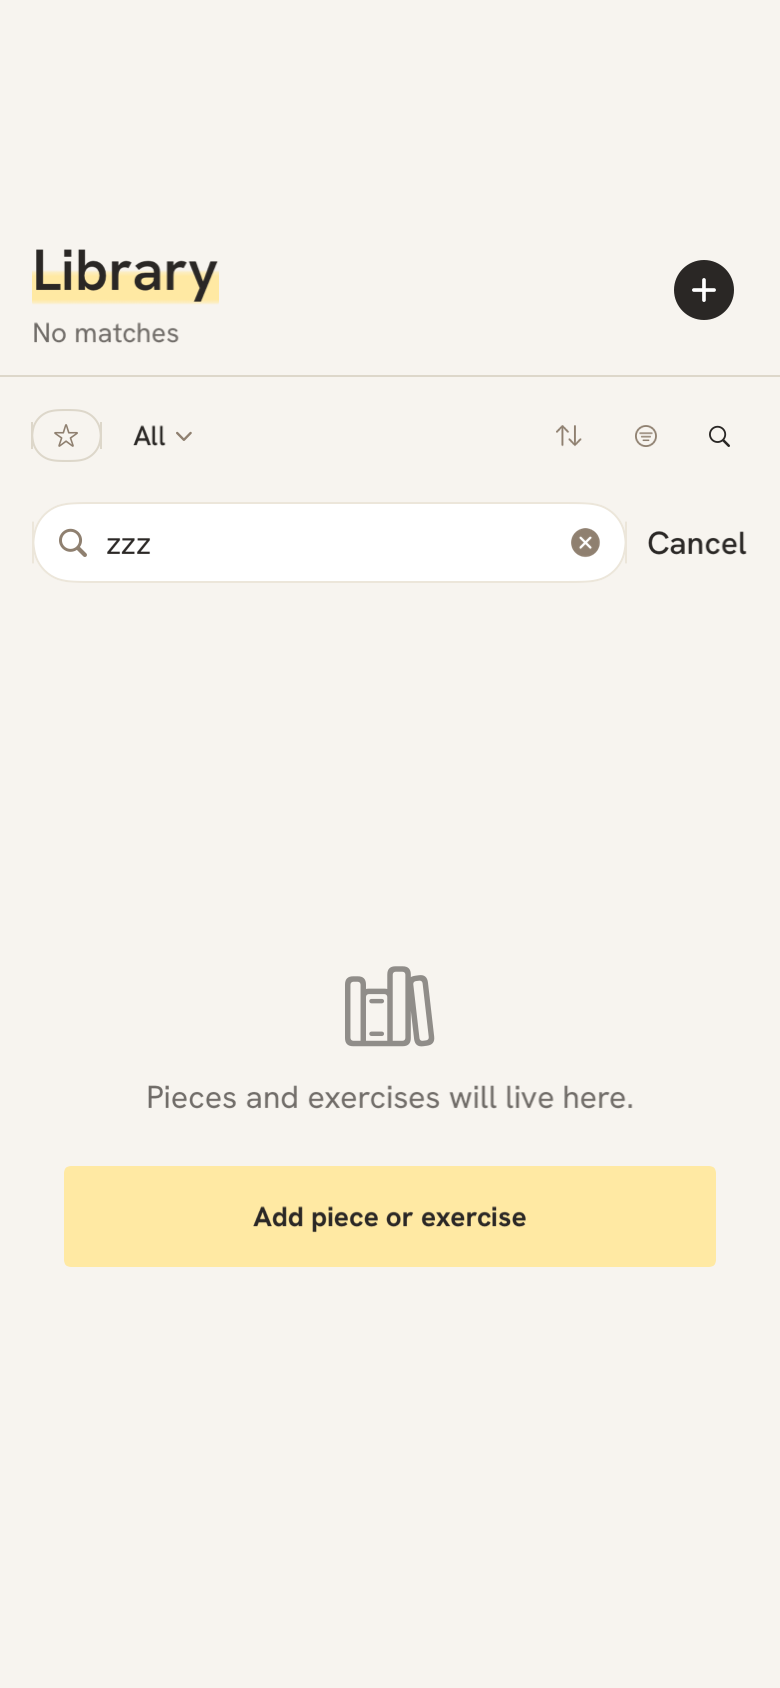 Library
No matches
All
zzz
Cancel
Pieces and exercises will live here.
Add piece or exercise